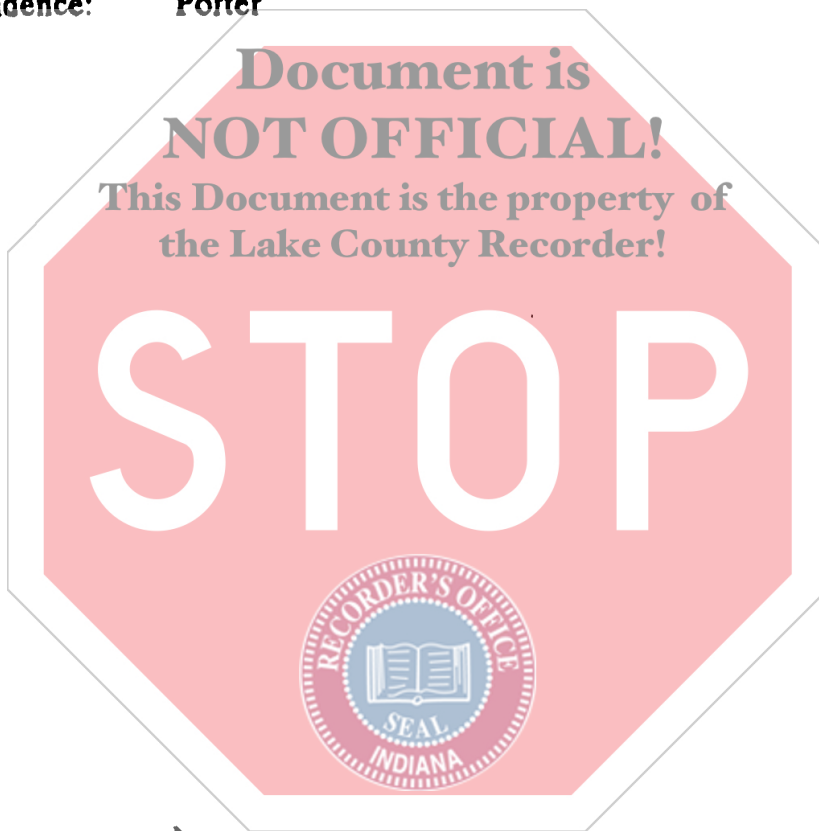 Porter
Document is
NOT OFFICIAL!
This Document is the property of
the Lake County Recorder!
STOP
RECORDER'S OFFICE
SEAL
INDIANA